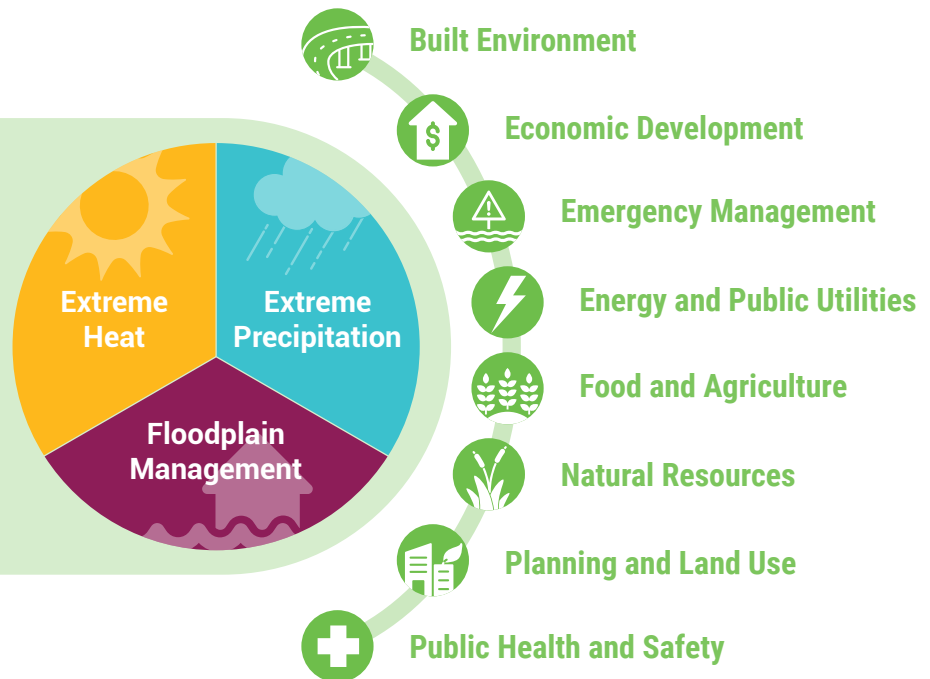 Built Environment
Economic Development
Emergency Management
Energy and Public Utilities
Food and Agriculture
Natural Resources
Planning and Land Use
Public Health and Safety
Extreme
Heat
Extreme
Precipitation
Floodplain
Management
$